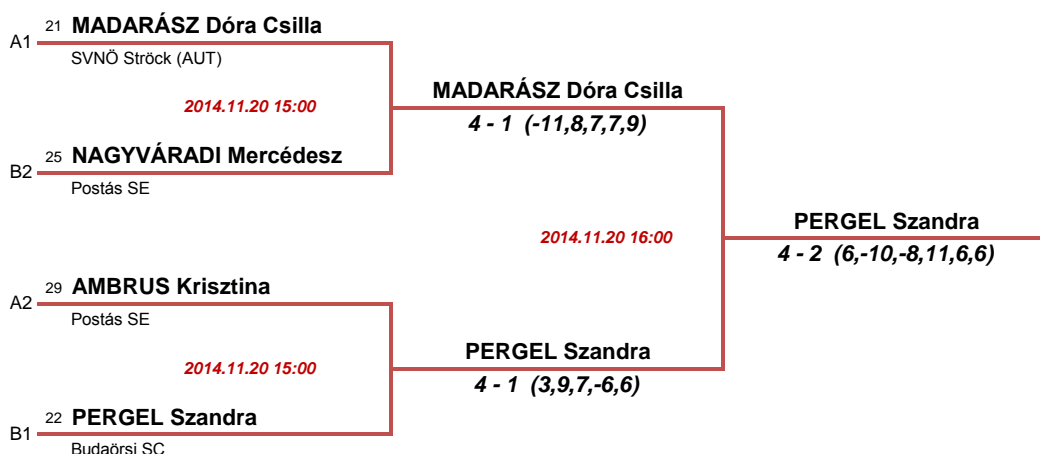 A1 21 MADARÁSZ Dóra Csilla
SVNÖ Ströck (AUT)
2014.11.20 15:00
MADARÁSZ Dóra Csilla
4 - 1 (-11,8,7,7,9)
B2 25 NAGYVÁRADI Mercédesz
Postás SE
2014.11.20 16:00
PERGEL Szandra
4 - 2 (6,-10,-8,11,6,6)
A2 29 AMBRUS Krisztina
Postás SE
2014.11.20 15:00
PERGEL Szandra
4 - 1 (3,9,7,-6,6)
B1 22 PERGEL Szandra
Budaörsi SC